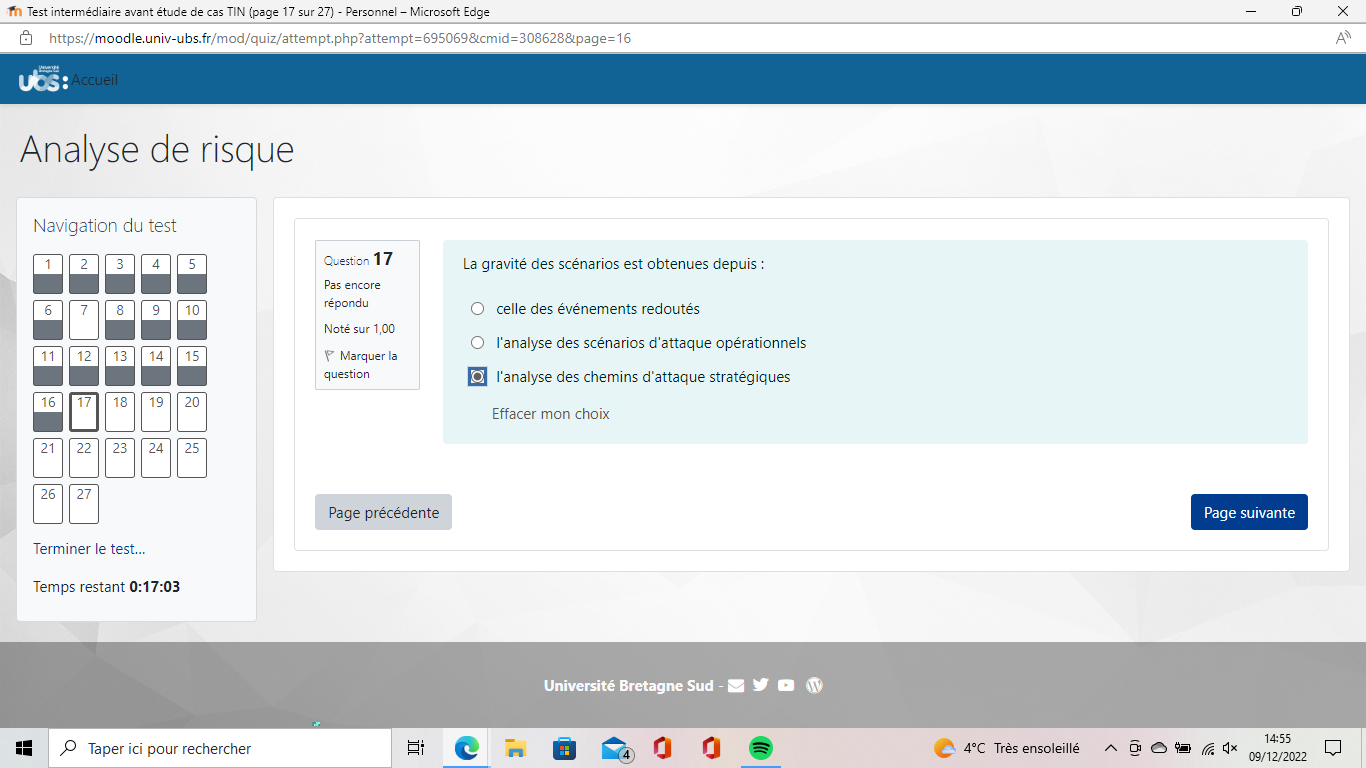 Test intermédiaire avant étude de cas TIN (page 17 sur 27) - Personnel – Microsoft Edge
https://moodle.univ-ubs.fr/mod/quiz/attempt.php?attempt=695069&cmid=308628&page=16
ubs: Accueil
Analyse de risque
Navigation du test
1 2 3 4 5
6 7 8 9 10
11 12 13 14 15
16 17 18 19 20
21 22 23 24 25
26 27
Terminer le test...
Temps restant 0:17:03
Question 17
Pas encore
répondu
Noté sur 1,00
Marquer la
question
La gravité des scénarios est obtenues depuis :
celle des événements redoutés
l'analyse des scénarios d'attaque opérationnels
l'analyse des chemins d'attaque stratégiques
Effacer mon choix
Page précédente
Page suivante
Université Bretagne Sud -
Taper ici pour rechercher
4
4°C Très ensoleillé
14:55
09/12/2022